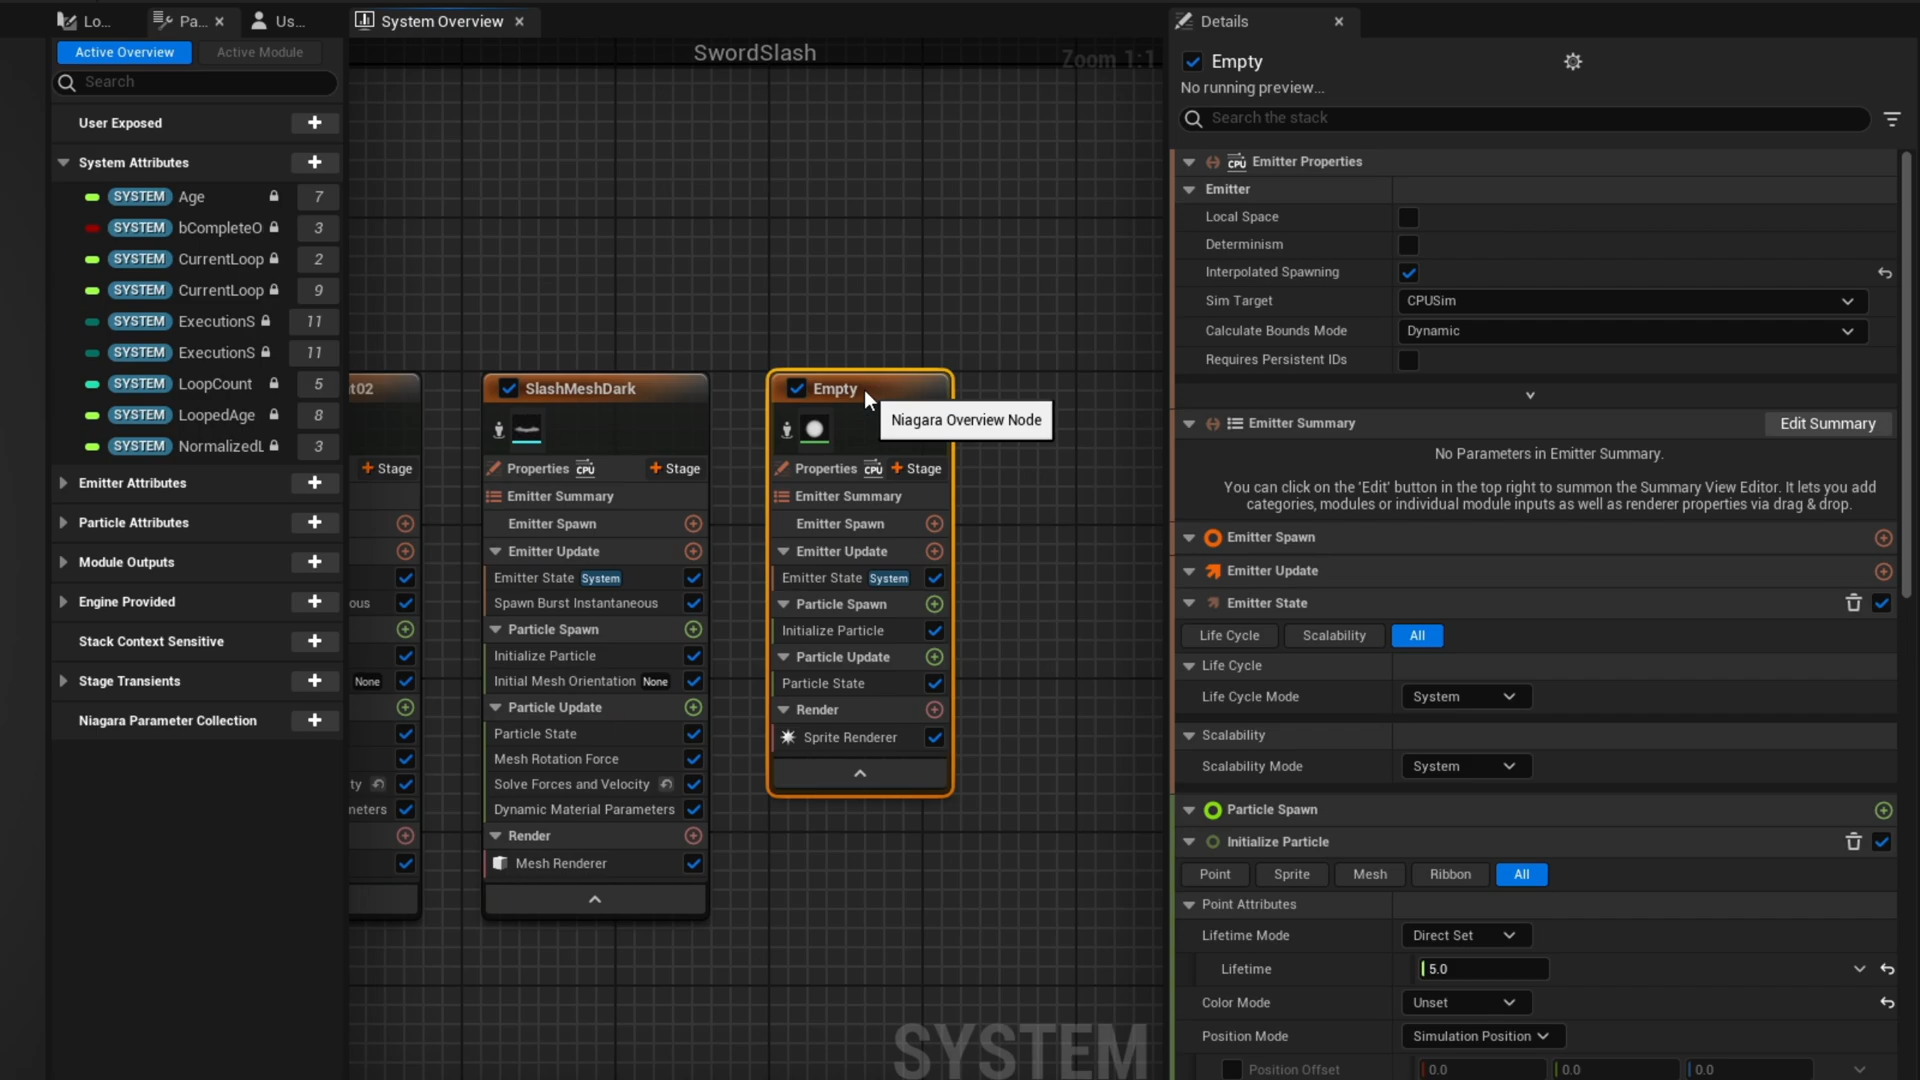 Lo...
Pa...
Us...
System Overview
Details
Active Overview
Active Module
Search
User Exposed
System Attributes
SYSTEM Age 7
SYSTEM bCompleteO 3
SYSTEM CurrentLoop 2
SYSTEM CurrentLoop 9
SYSTEM ExecutionS 11
SYSTEM ExecutionS 11
SYSTEM LoopCount 5
SYSTEM LoopedAge 8
SYSTEM NormalizedL 3
Emitter Attributes
Particle Attributes
Module Outputs
Engine Provided
Stack Context Sensitive
Stage Transients
Niagara Parameter Collection
SwordSlash
Zoom 1:1
t02
Stage
ous
None
ty
neters
SlashMeshDark
Properties CPU Stage
Emitter Summary
Emitter Spawn
Emitter Update
Emitter State System
Spawn Burst Instantaneous
Particle Spawn
Initialize Particle
Initial Mesh Orientation None
Particle Update
Particle State
Mesh Rotation Force
Solve Forces and Velocity
Dynamic Material Parameters
Render
Mesh Renderer
Empty
Niagara Overview Node
Properties CPU Stage
Emitter Summary
Emitter Spawn
Emitter Update
Emitter State System
Particle Spawn
Initialize Particle
Particle Update
Particle State
Render
Sprite Renderer
SYSTEM
Empty
No running preview...
Search the stack
CPU Emitter Properties
Emitter
Local Space
Determinism
Interpolated Spawning
Sim Target CPUSim
Calculate Bounds Mode Dynamic
Requires Persistent IDs
Emitter Summary Edit Summary
No Parameters in Emitter Summary.
You can click on the 'Edit' button in the top right to summon the Summary View Editor. It lets you add
categories, modules or individual module inputs as well as renderer properties via drag & drop.
Emitter Spawn
Emitter Update
Emitter State
Life Cycle Scalability All
Life Cycle
Life Cycle Mode System
Scalability
Scalability Mode System
Particle Spawn
Initialize Particle
Point Sprite Mesh Ribbon All
Point Attributes
Lifetime Mode Direct Set
Lifetime 5.0
Color Mode Unset
Position Mode Simulation Position
Position Offset 0.0 0.0 0.0